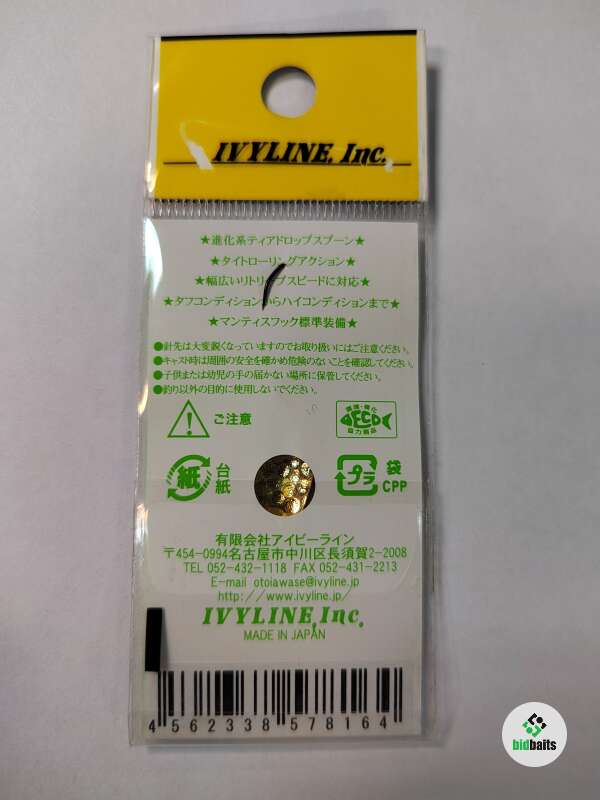 IVYLINE, Inc.
★進化系ティアドロップスプーン★
★タイトローリングアクション★
★幅広いリトリーブスピードに対応★
★タフコンディションからハイコンディションまで★
★マンティスフック標準装備★
●針先は大変鋭くなっていますのでお取り扱いにはご注意ください。
●キャスト時は周囲の安全を確かめ危険のないことを確認してください。
●子供または幼児の手の届かない場所に保管してください。
●釣り以外の目的に使用しないでください。
ご注意
環境・美化
ECO
協力商品
紙 台紙
プラ 袋 CPP
有限会社アイビーライン
〒454-0994名古屋市中川区長須賀2-2008
TEL 052-432-1118 FAX 052-431-2213
E-mail otoiawase@ivyline.jp
http://www.ivyline.jp/
IVYLINE, Inc.
MADE IN JAPAN
4562338578164
bidbaits